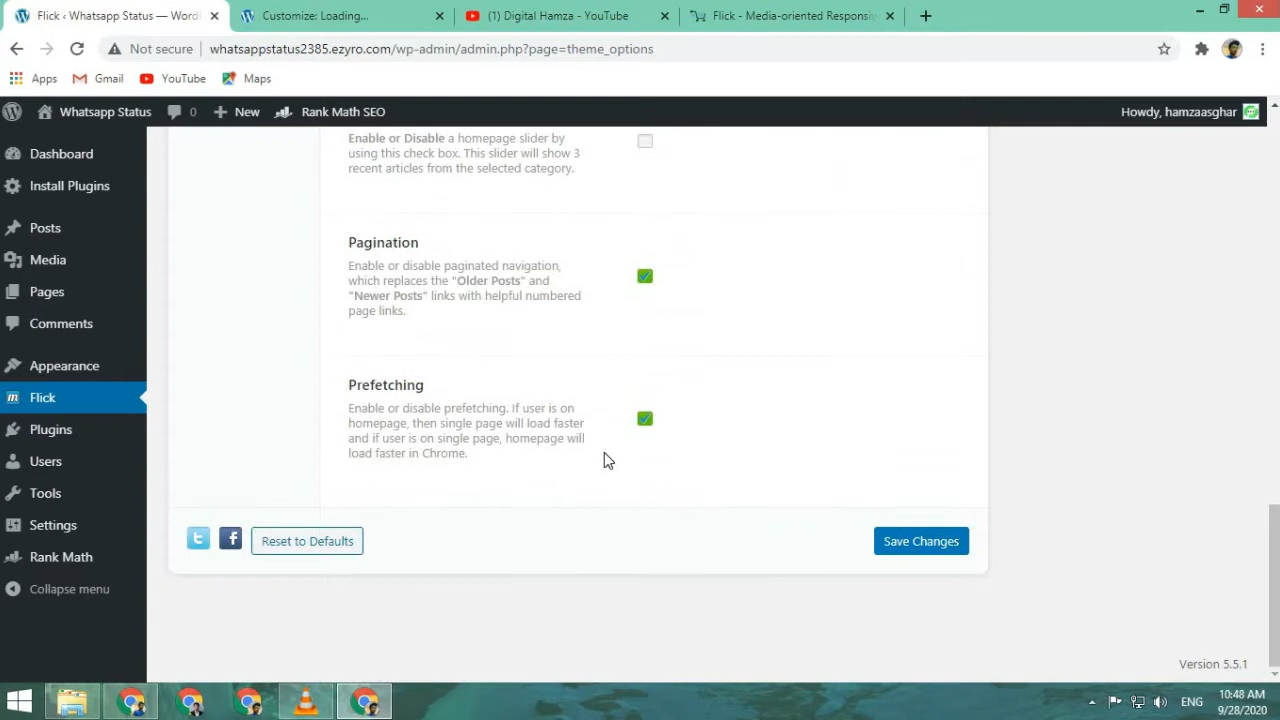 Flick ‹ Whatsapp Status — WordP
Customize: Loading...
(1) Digital Hamza - YouTube
Flick - Media-oriented Responsiv
Not secure
whatsappstatus2385.ezyro.com/wp-admin/admin.php?page=theme_options
Apps
Gmail
YouTube
Maps
Whatsapp Status
0
New
Rank Math SEO
Howdy, hamzaasghar
Dashboard
Install Plugins
Posts
Media
Pages
Comments
Appearance
Flick
Plugins
Users
Tools
Settings
Rank Math
Collapse menu
Enable or Disable a homepage slider by
using this check box. This slider will show 3
recent articles from the selected category.
Pagination
Enable or disable paginated navigation,
which replaces the "Older Posts" and
"Newer Posts" links with helpful numbered
page links.
Prefetching
Enable or disable prefetching. If user is on
homepage, then single page will load faster
and if user is on single page, homepage will
load faster in Chrome.
Reset to Defaults
Save Changes
Version 5.5.1
ENG
10:48 AM
9/28/2020